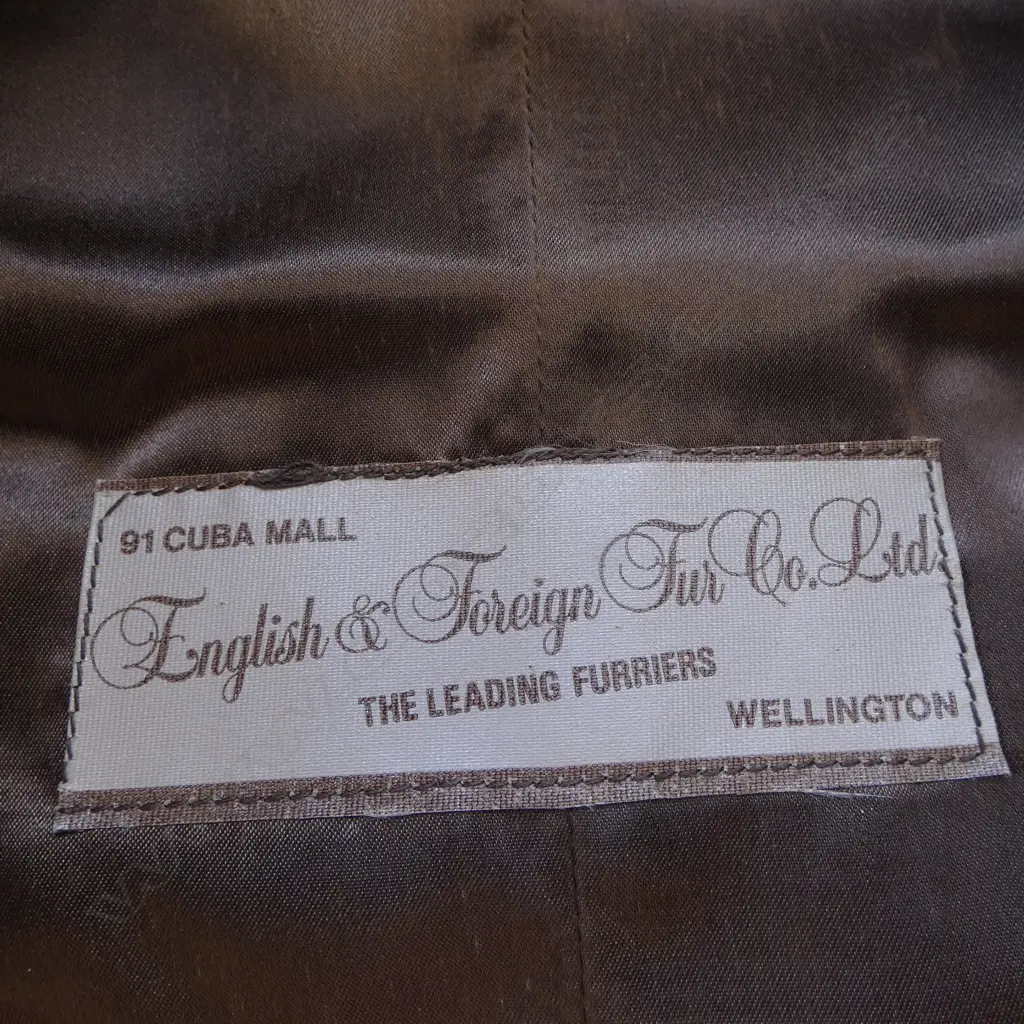 91 CUBA MALL
English & Foreign Fur Co. Ltd.
THE LEADING FURRIERS
WELLINGTON